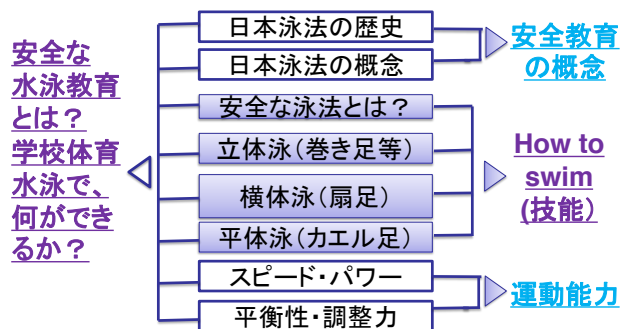 安全な
水泳教育
とは？
学校体育
水泳で、
何ができ
るか？
日本泳法の歴史
日本泳法の概念
安全な泳法とは？
立体泳（巻き足等）
横体泳（扇足）
平体泳（カエル足）
スピード・パワー
平衡性・調整力
安全教育
の概念
How to
swim
(技能）
運動能力